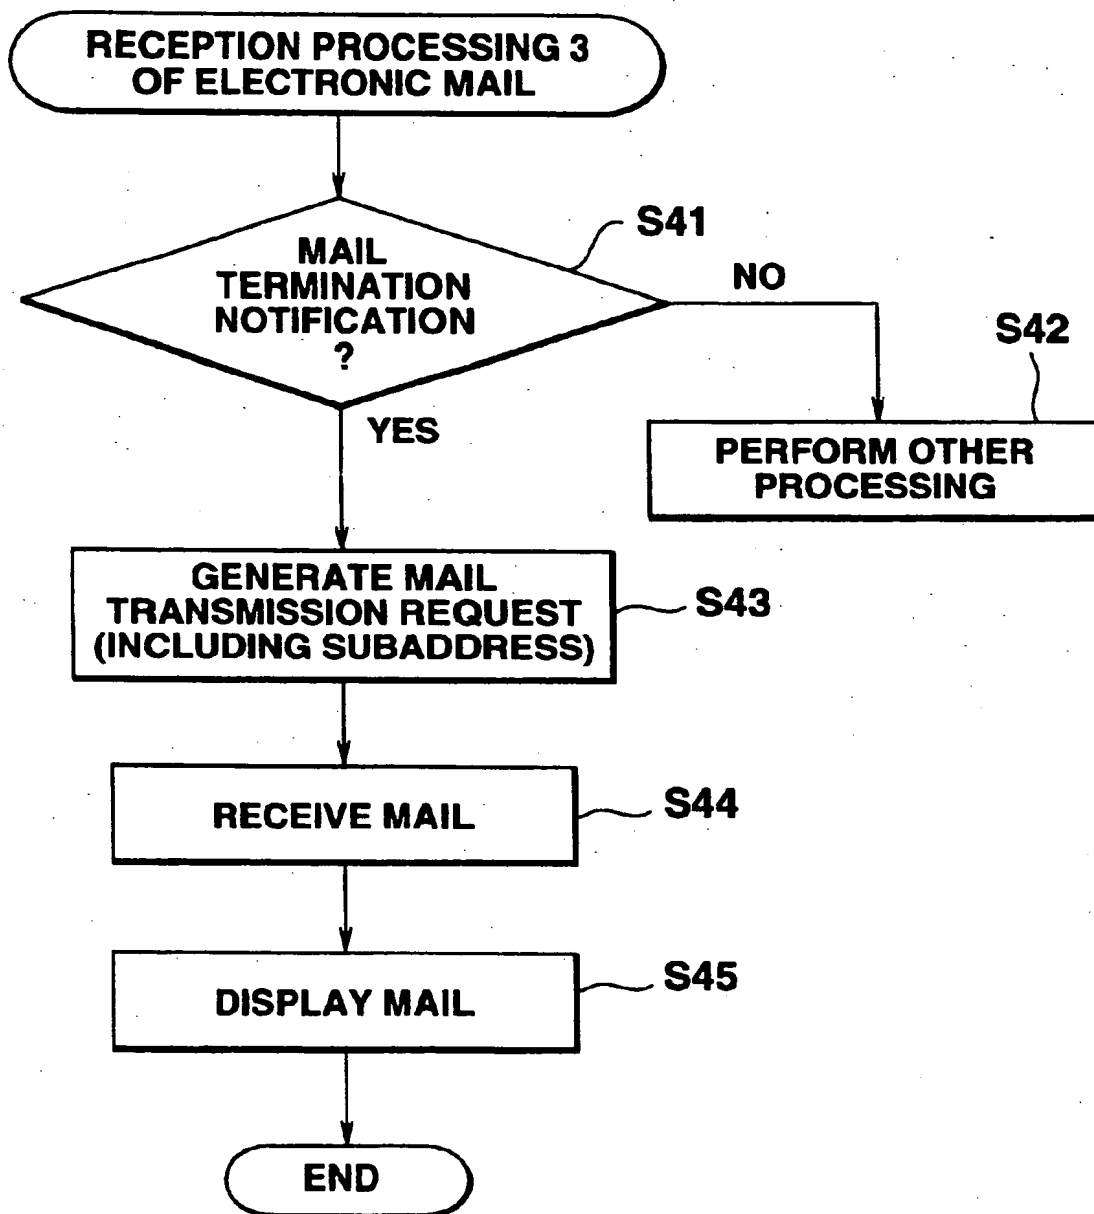 RECEPTION PROCESSING 3
OF ELECTRONIC MAIL
S41
MAIL
TERMINATION
NOTIFICATION
?
NO
S42
YES
PERFORM OTHER
PROCESSING
GENERATE MAIL
TRANSMISSION REQUEST
(INCLUDING SUBADDRESS)
S43
RECEIVE MAIL
S44
DISPLAY MAIL
S45
END